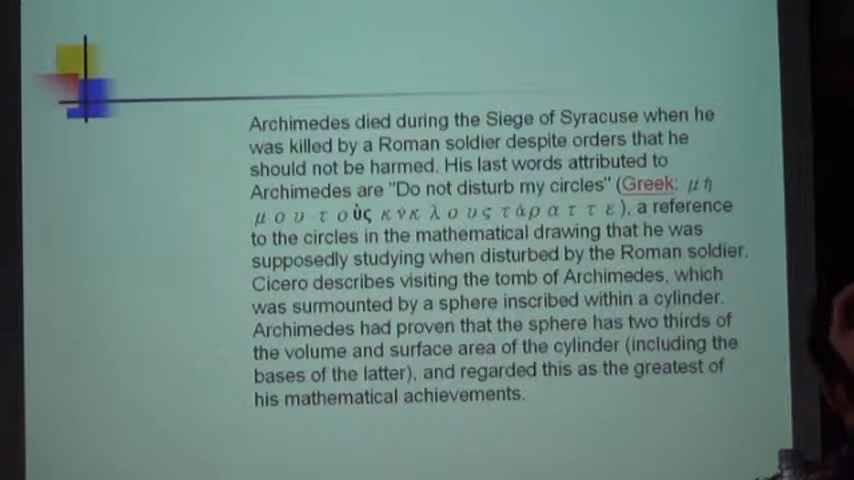 Archimedes died during the Siege of Syracuse when he
was killed by a Roman soldier despite orders that he
should not be harmed. His last words attributed to
Archimedes are "Do not disturb my circles" (Greek: μή
μου τοὺς κύκλους τάραττε), a reference
to the circles in the mathematical drawing that he was
supposedly studying when disturbed by the Roman soldier.
Cicero describes visiting the tomb of Archimedes, which
was surmounted by a sphere inscribed within a cylinder.
Archimedes had proven that the sphere has two thirds of
the volume and surface area of the cylinder (including the
bases of the latter), and regarded this as the greatest of
his mathematical achievements.